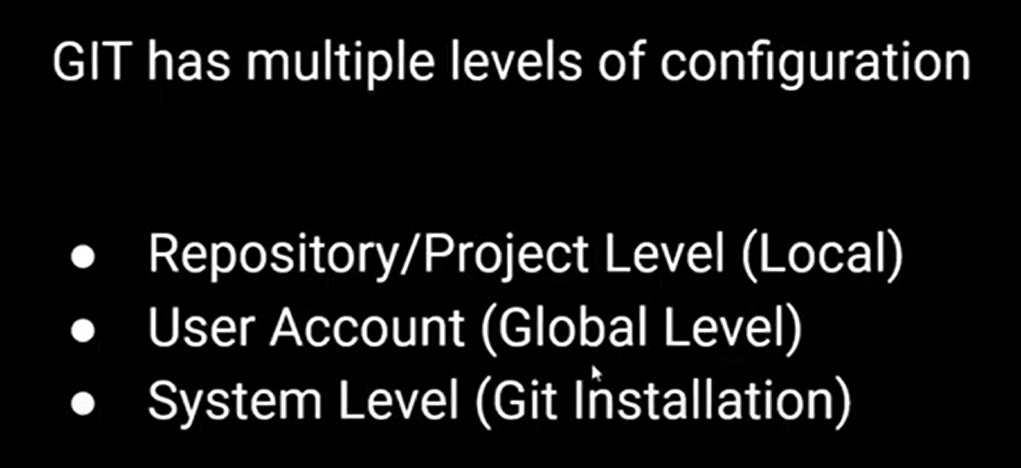 GIT has multiple levels of configuration
● Repository/Project Level (Local)
● User Account (Global Level)
● System Level (Git Installation)